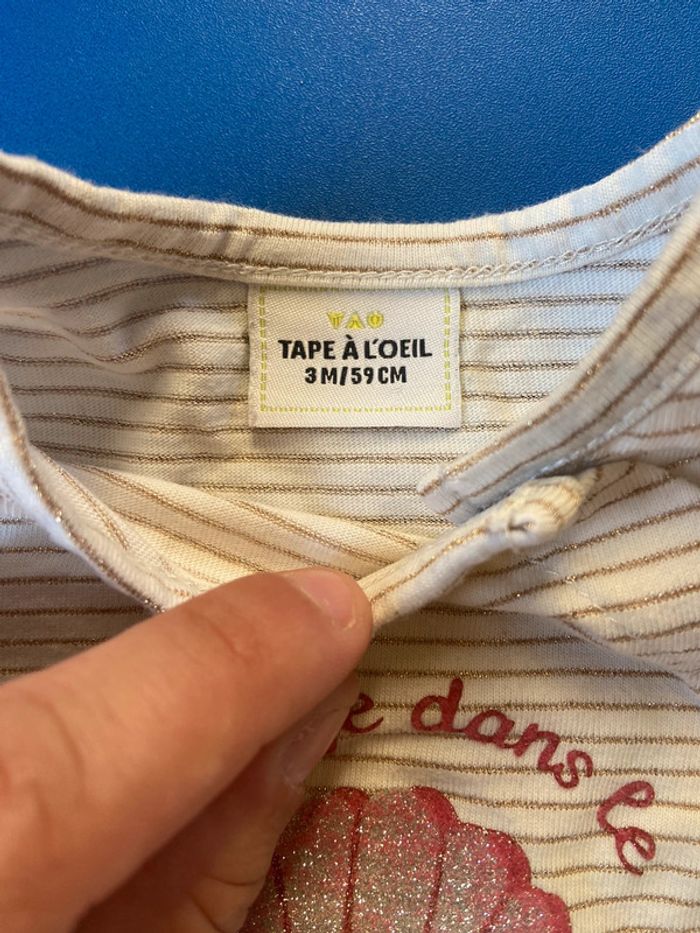 TAO
TAPE À L'OEIL
3M/59CM
dans le